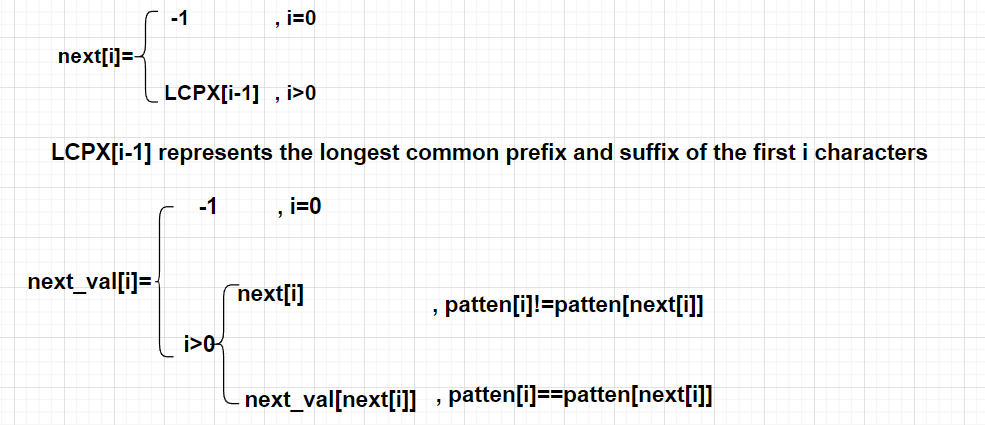 -1 , i=0
next[i]=
LCPX[i-1] , i>0
LCPX[i-1] represents the longest common prefix and suffix of the first i characters
-1 , i=0
next_val[i]=
next[i] , patten[i]!=patten[next[i]]
i>0
next_val[next[i]] , patten[i]==patten[next[i]]